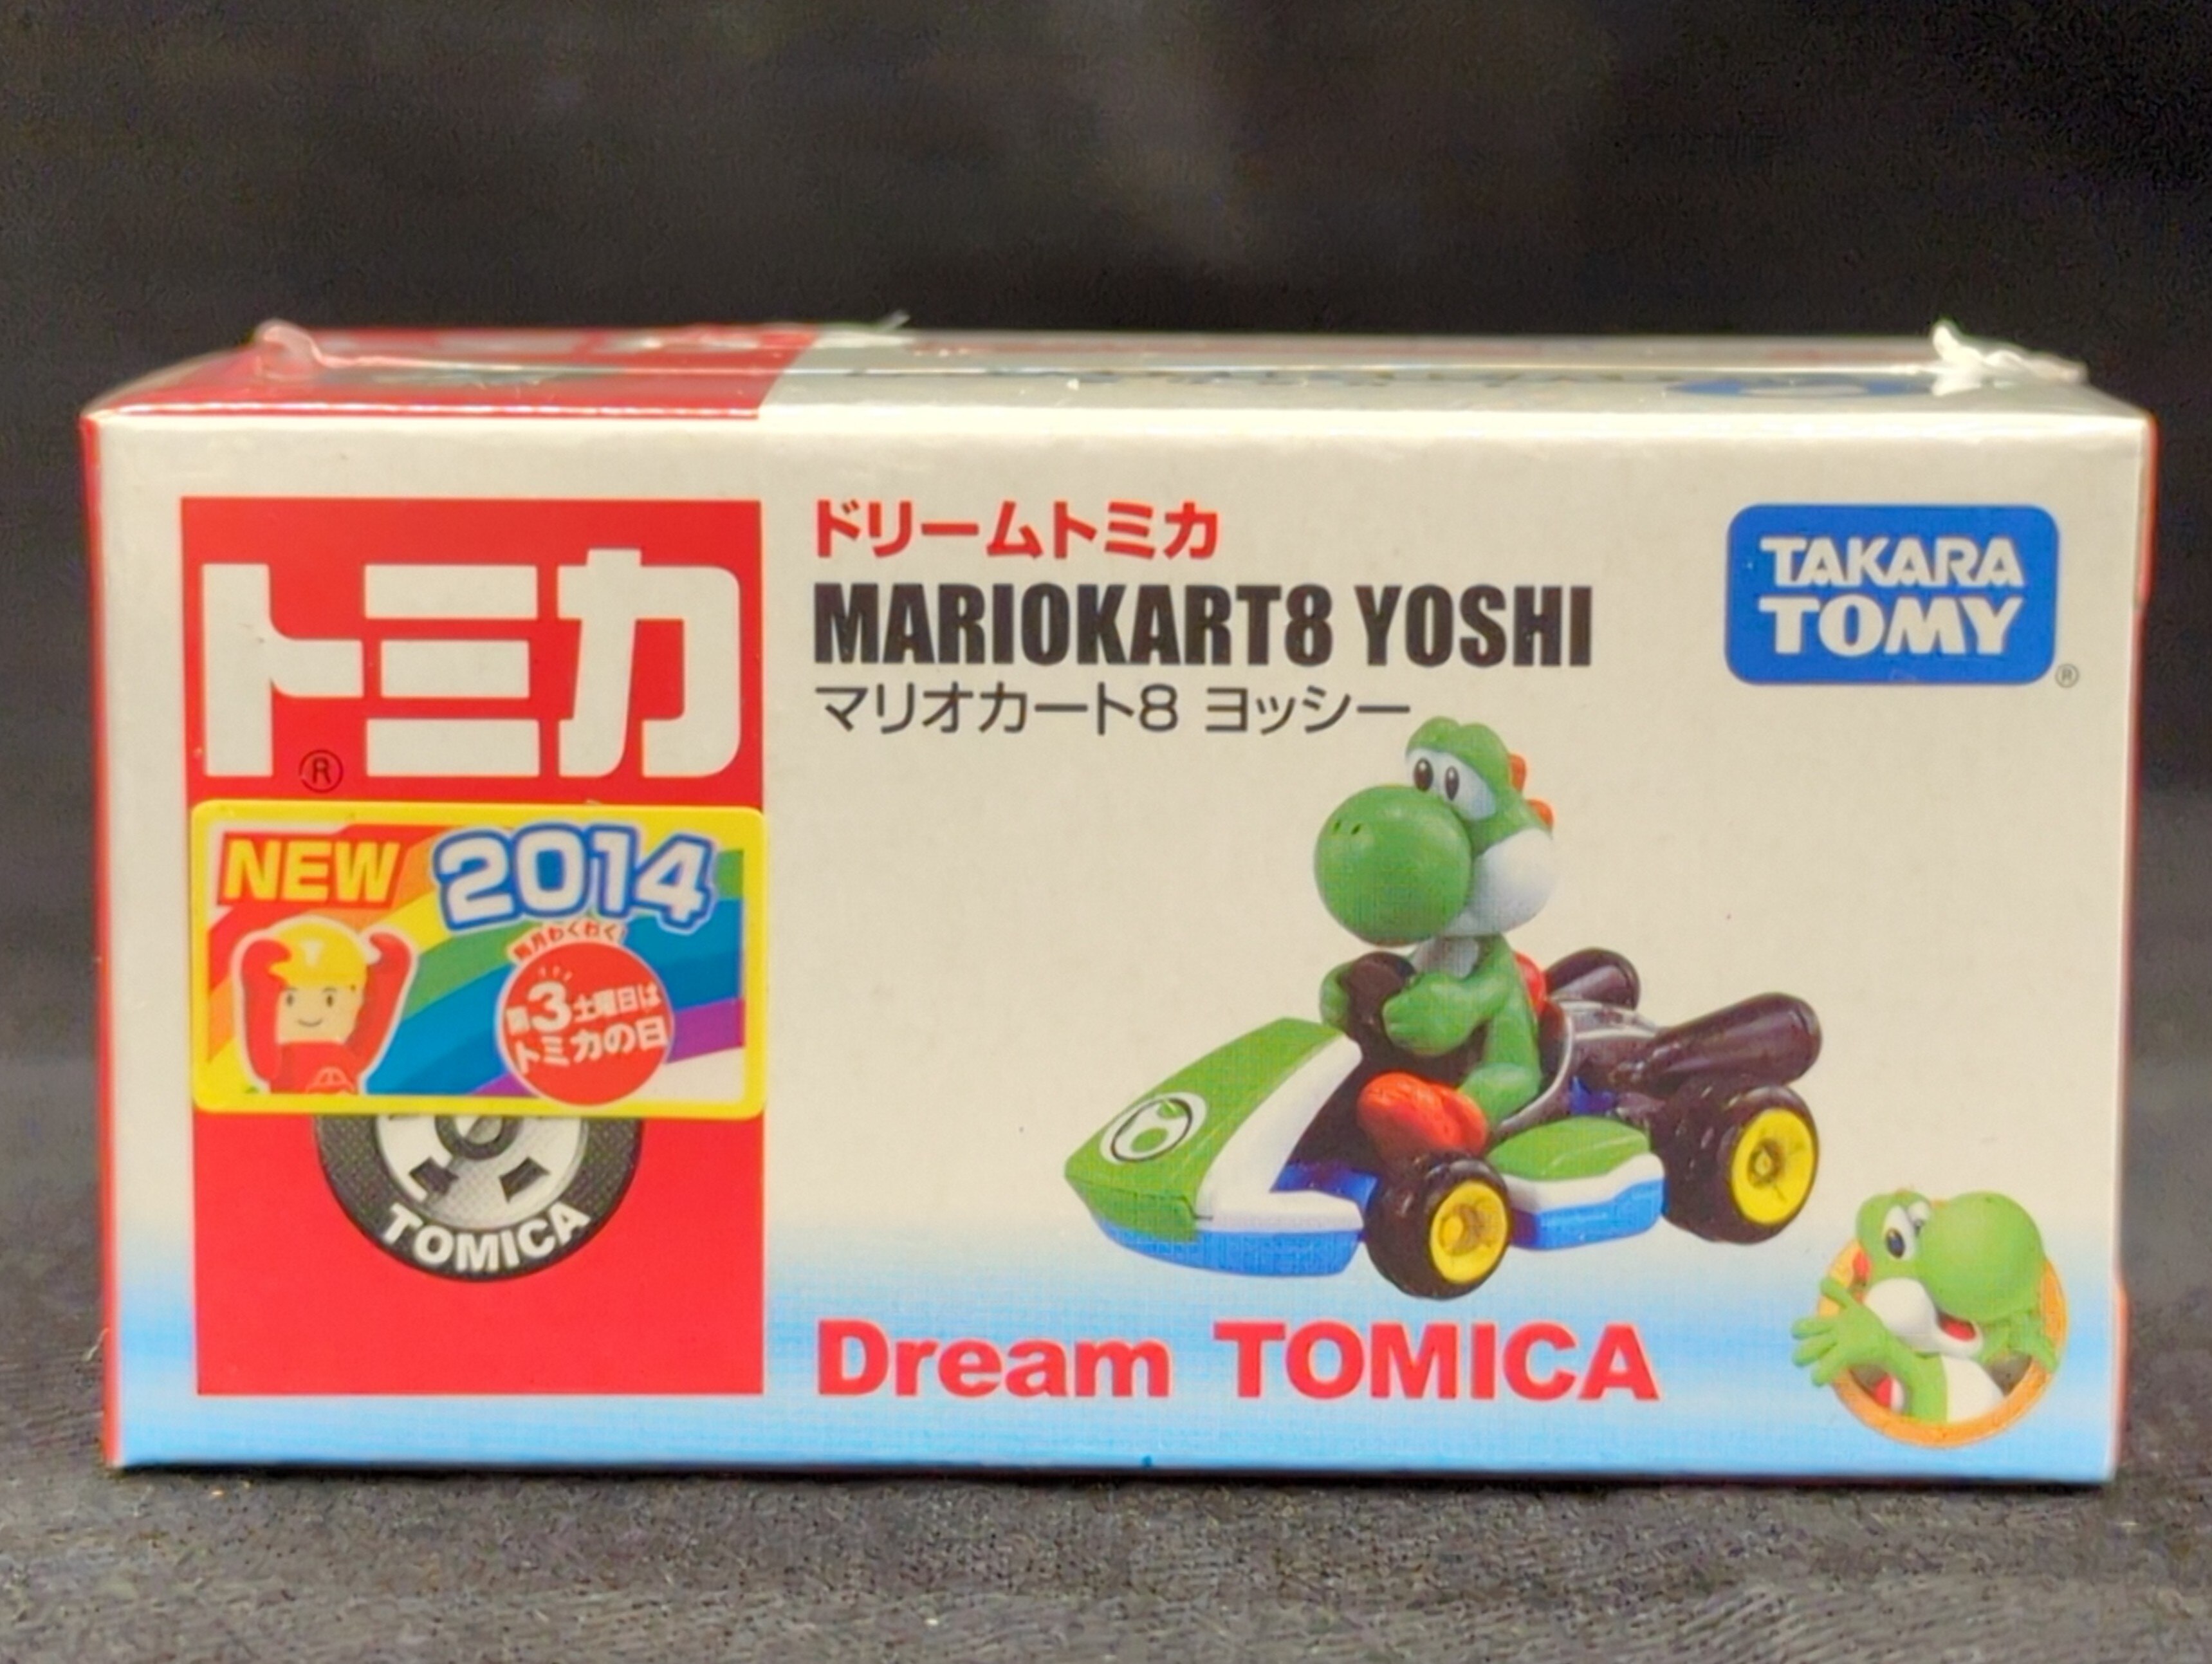 トミカ
®
NEW 2014
毎月わくわく!
第3土曜日は
トミカの日
TOMICA
ドリームトミカ
MARIOKART8 YOSHI
マリオカート8 ヨッシー
TAKARA
TOMY
®
Dream TOMICA